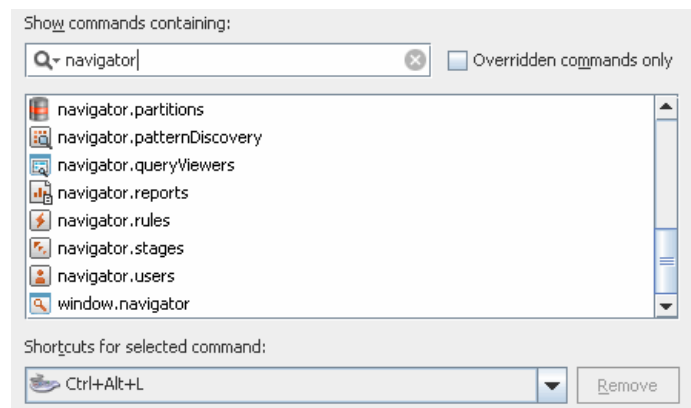 Show commands containing:
navigator
Overridden commands only
navigator.partitions
navigator.patternDiscovery
navigator.queryViewers
navigator.reports
navigator.rules
navigator.stages
navigator.users
window.navigator
Shortcuts for selected command:
Ctrl+Alt+L
Remove